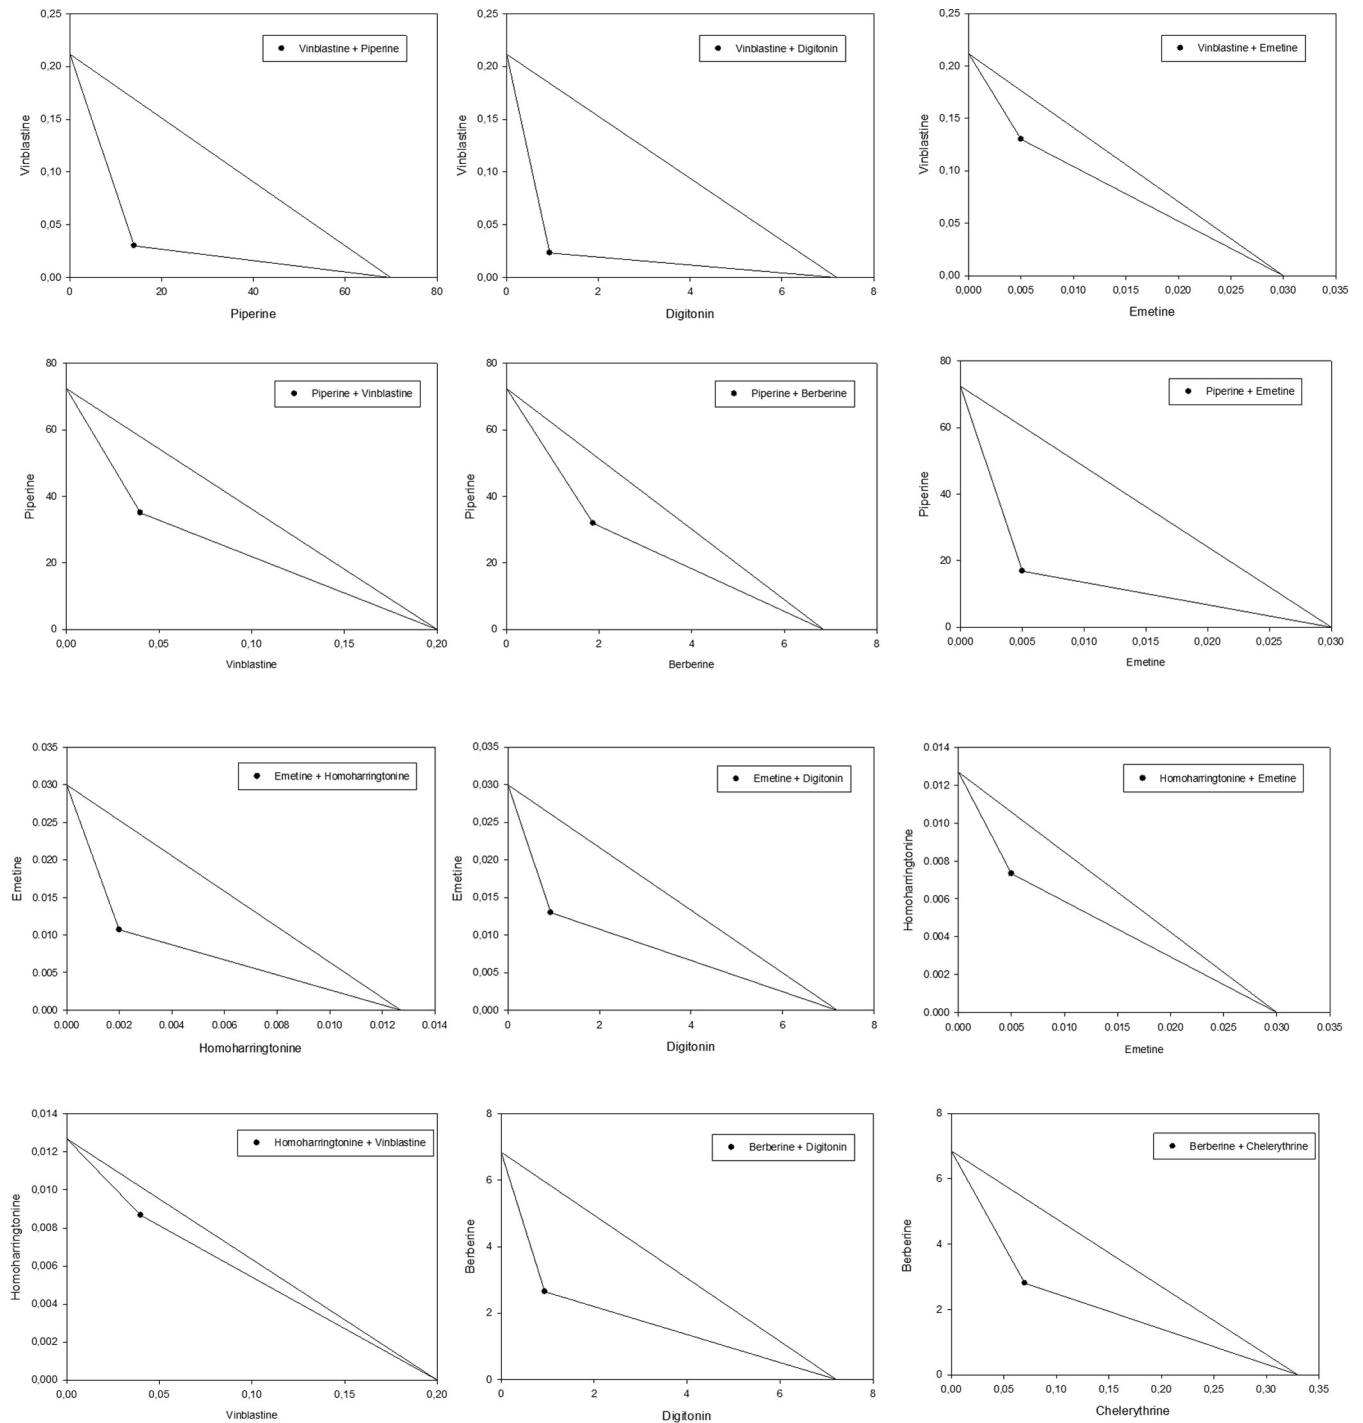 0,25
0,20
0,15
0,10
0,05
0,00
Vinblastine
Vinblastine + Piperine
0 20 40 60 80
Piperine
0,25
0,20
0,15
0,10
0,05
0,00
Vinblastine
Vinblastine + Digitonin
0 2 4 6 8
Digitonin
0,25
0,20
0,15
0,10
0,05
0,00
Vinblastine
Vinblastine + Emetine
0,000 0,005 0,010 0,015 0,020 0,025 0,030 0,035
Emetine
80
60
40
20
0
Piperine
Piperine + Vinblastine
0,00 0,05 0,10 0,15 0,20
Vinblastine
80
60
40
20
0
Piperine
Piperine + Berberine
0 2 4 6 8
Berberine
80
60
40
20
0
Piperine
Piperine + Emetine
0,000 0,005 0,010 0,015 0,020 0,025 0,030
Emetine
0.035
0.030
0.025
0.020
0.015
0.010
0.005
0.000
Emetine
Emetine + Homoharringtonine
0.000 0.002 0.004 0.006 0.008 0.010 0.012 0.014
Homoharringtonine
0,035
0,030
0,025
0,020
0,015
0,010
0,005
0,000
Emetine
Emetine + Digitonin
0 2 4 6 8
Digitonin
0.014
0.012
0.010
0.008
0.006
0.004
0.002
0.000
Homoharringtonine
Homoharringtonine + Emetine
0.000 0.005 0.010 0.015 0.020 0.025 0.030 0.035
Emetine
0,014
0,012
0,010
0,008
0,006
0,004
0,002
0,000
Homoharringtonine
Homoharringtonine + Vinblastine
0,00 0,05 0,10 0,15 0,20
Vinblastine
8
6
4
2
0
Berberine
Berberine + Digitonin
0 2 4 6 8
Digitonin
8
6
4
2
0
Berberine
Berberine + Chelerythrine
0,00 0,05 0,10 0,15 0,20 0,25 0,30 0,35
Chelerythrine